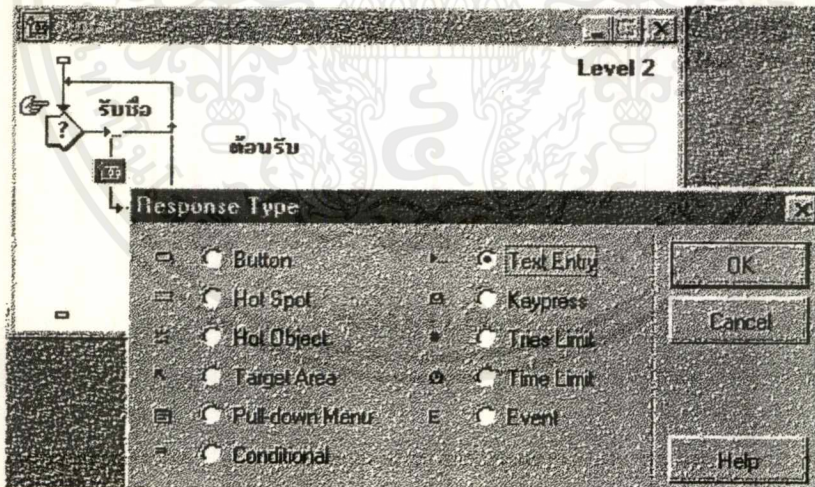 Level 2
รับชื่อ
?
ต้อนรับ
Response Type
Button
Text Entry
OK
Hot Spot
Keypress
Cancel
Hot Object
Tries Limit
Target Area
Time Limit
Pull-down Menu
E
Event
Conditional
Help